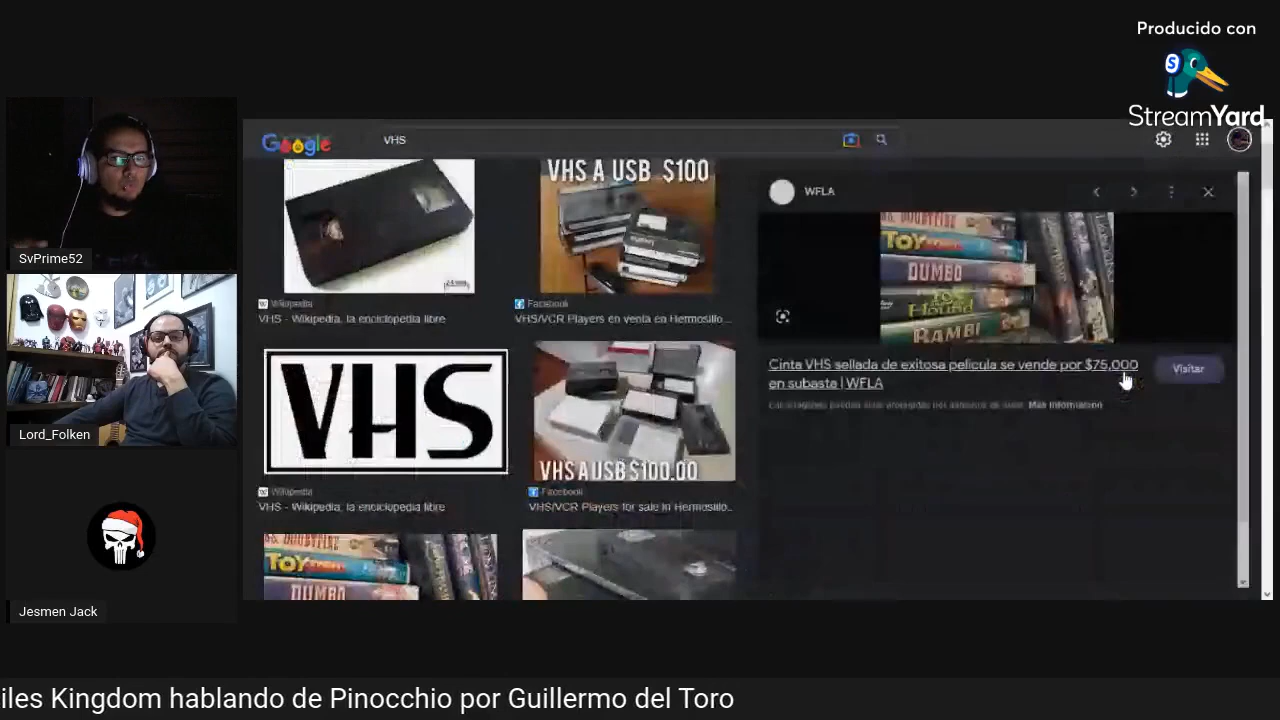 Producido con
StreamYard
Google
VHS
SvPrime52
Lord_Folken
Jesmen Jack
Wikipedia
VHS - Wikipedia, la enciclopedia libre
VHS A USB $100
Facebook
VHS/VCR Players en venta en Hermosillo...
VHS
Wikipedia
VHS - Wikipedia, la enciclopedia libre
VHS A USB $100.00
Facebook
VHS/VCR Players for sale in Hermosillo...
TOY
DUMBO
WFLA
TOY
DUMBO
Hound
BAMBI
Cinta VHS sellada de exitosa película se vende por $75,000
en subasta | WFLA
Visitar
Más información
iles Kingdom hablando de Pinocchio por Guillermo del Toro